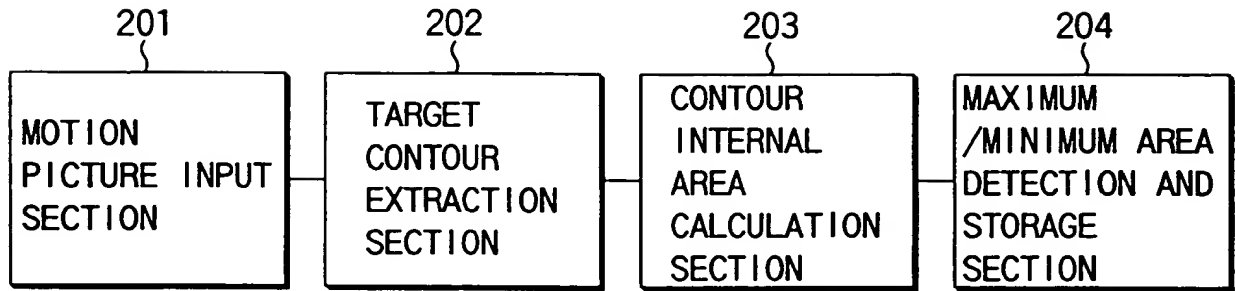 201
202
203
204
MOTION
PICTURE INPUT
SECTION
TARGET
CONTOUR
EXTRACTION
SECTION
CONTOUR
INTERNAL
AREA
CALCULATION
SECTION
MAXIMUM
/MINIMUM AREA
DETECTION AND
STORAGE
SECTION